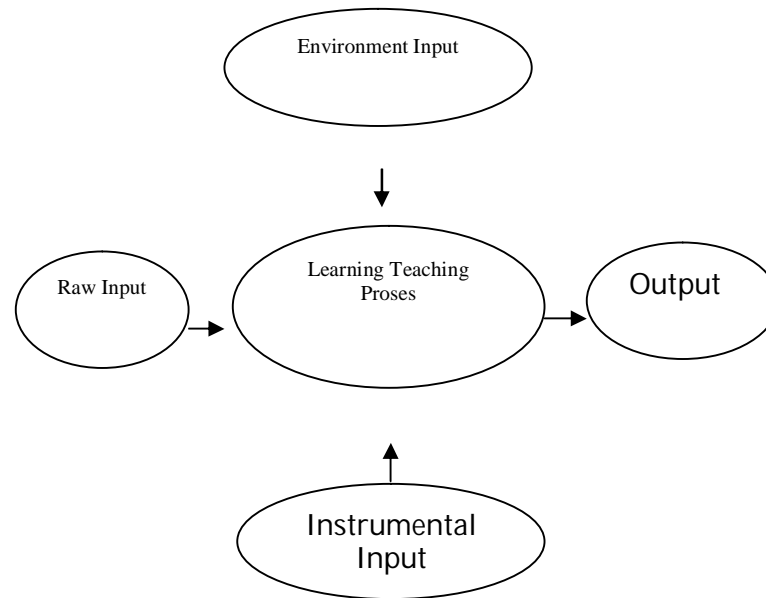 Environment Input
Raw Input
Learning Teaching
Proses
Output
Instrumental
Input